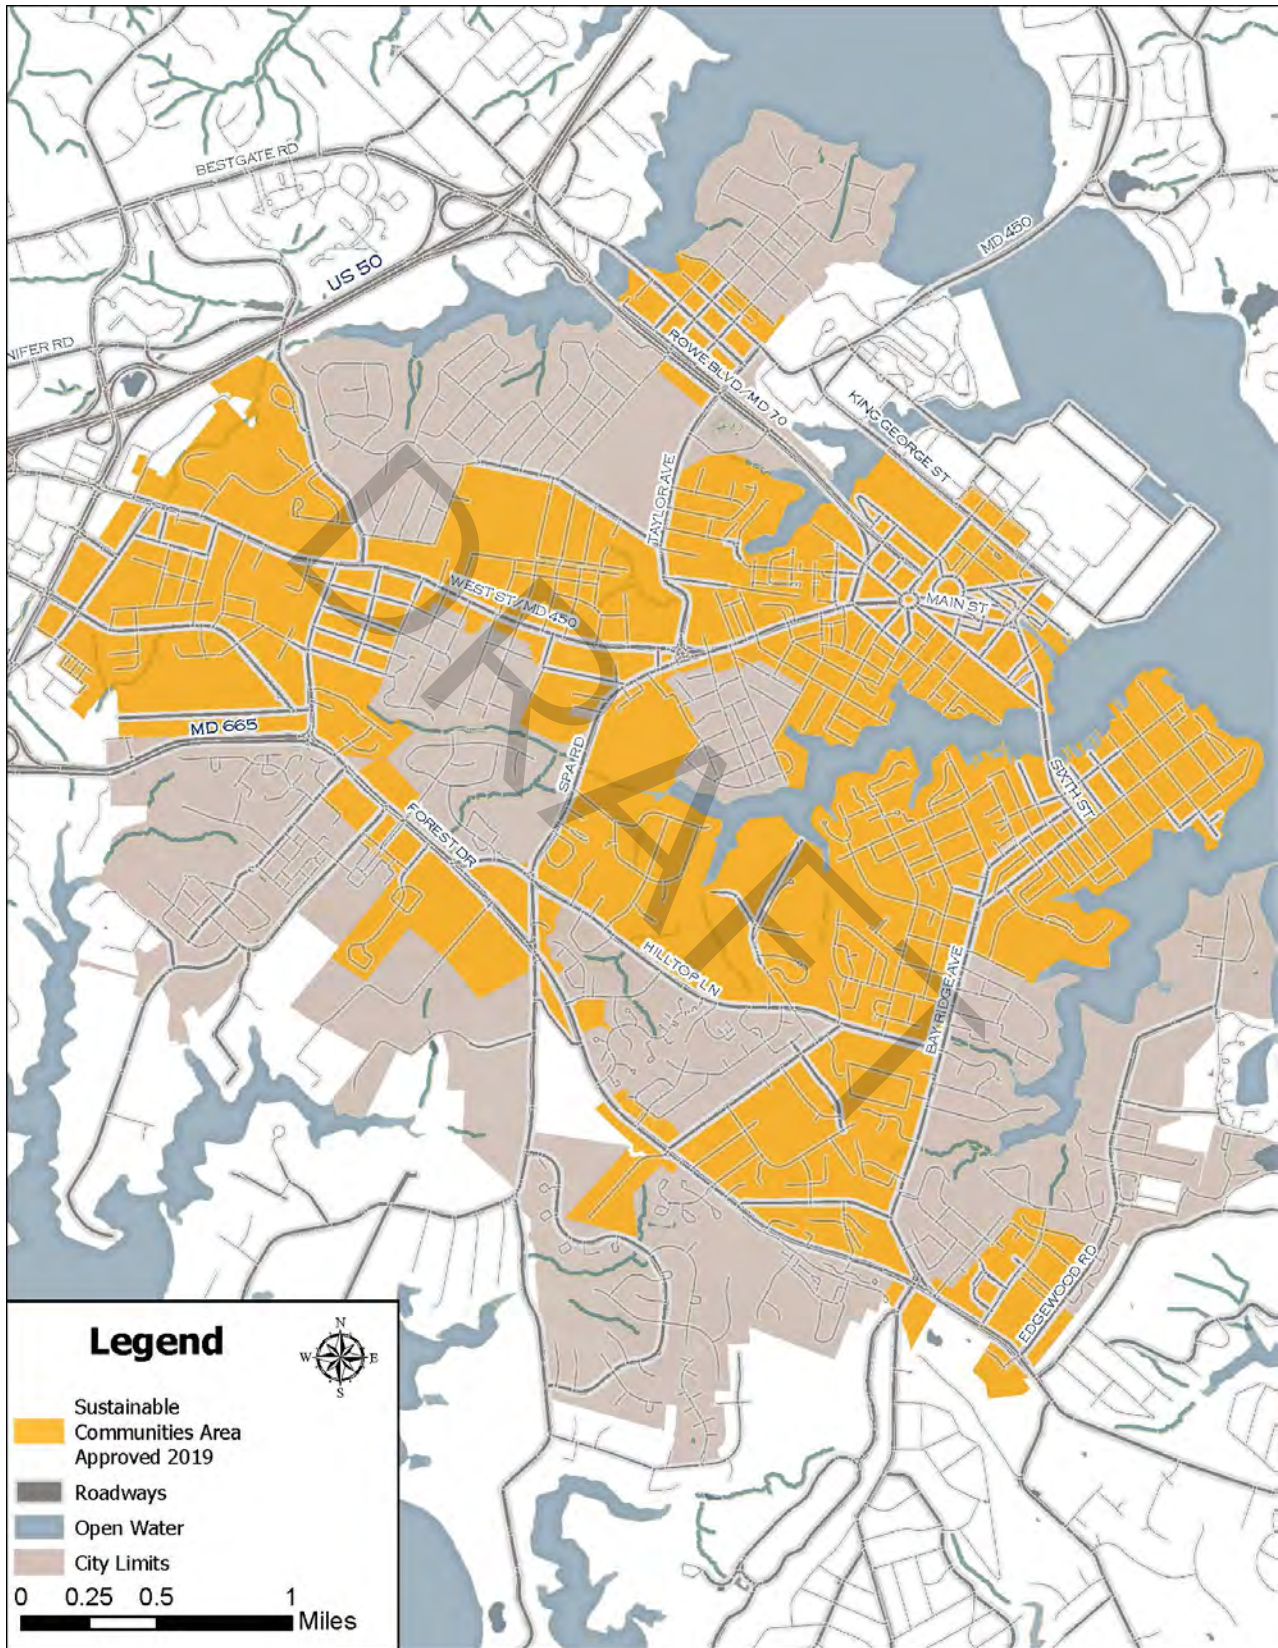 BESTGATE RD
US 50
MD 450
NIFER RD
ROWE BLVD/MD 70
KING GEORGE ST
TAYLOR AVE
WEST ST/MD 450
MAIN ST
MD 665
SPA RD
SIXTH ST
FOREST DR
HILLTOP LN
BAY RIDGE AVE
EDGEWOOD RD
DRAFT
Legend
N
W E
S
Sustainable
Communities Area
Approved 2019
Roadways
Open Water
City Limits
0 0.25 0.5 1
Miles